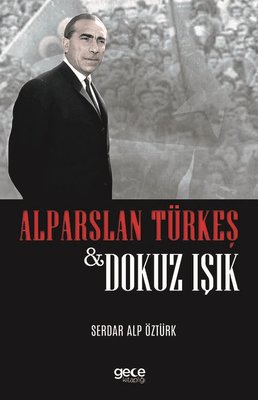 ALPARSLAN TÜRKEŞ
& DOKUZ IŞIK
SERDAR ALP ÖZTÜRK
gece
kitaplığı